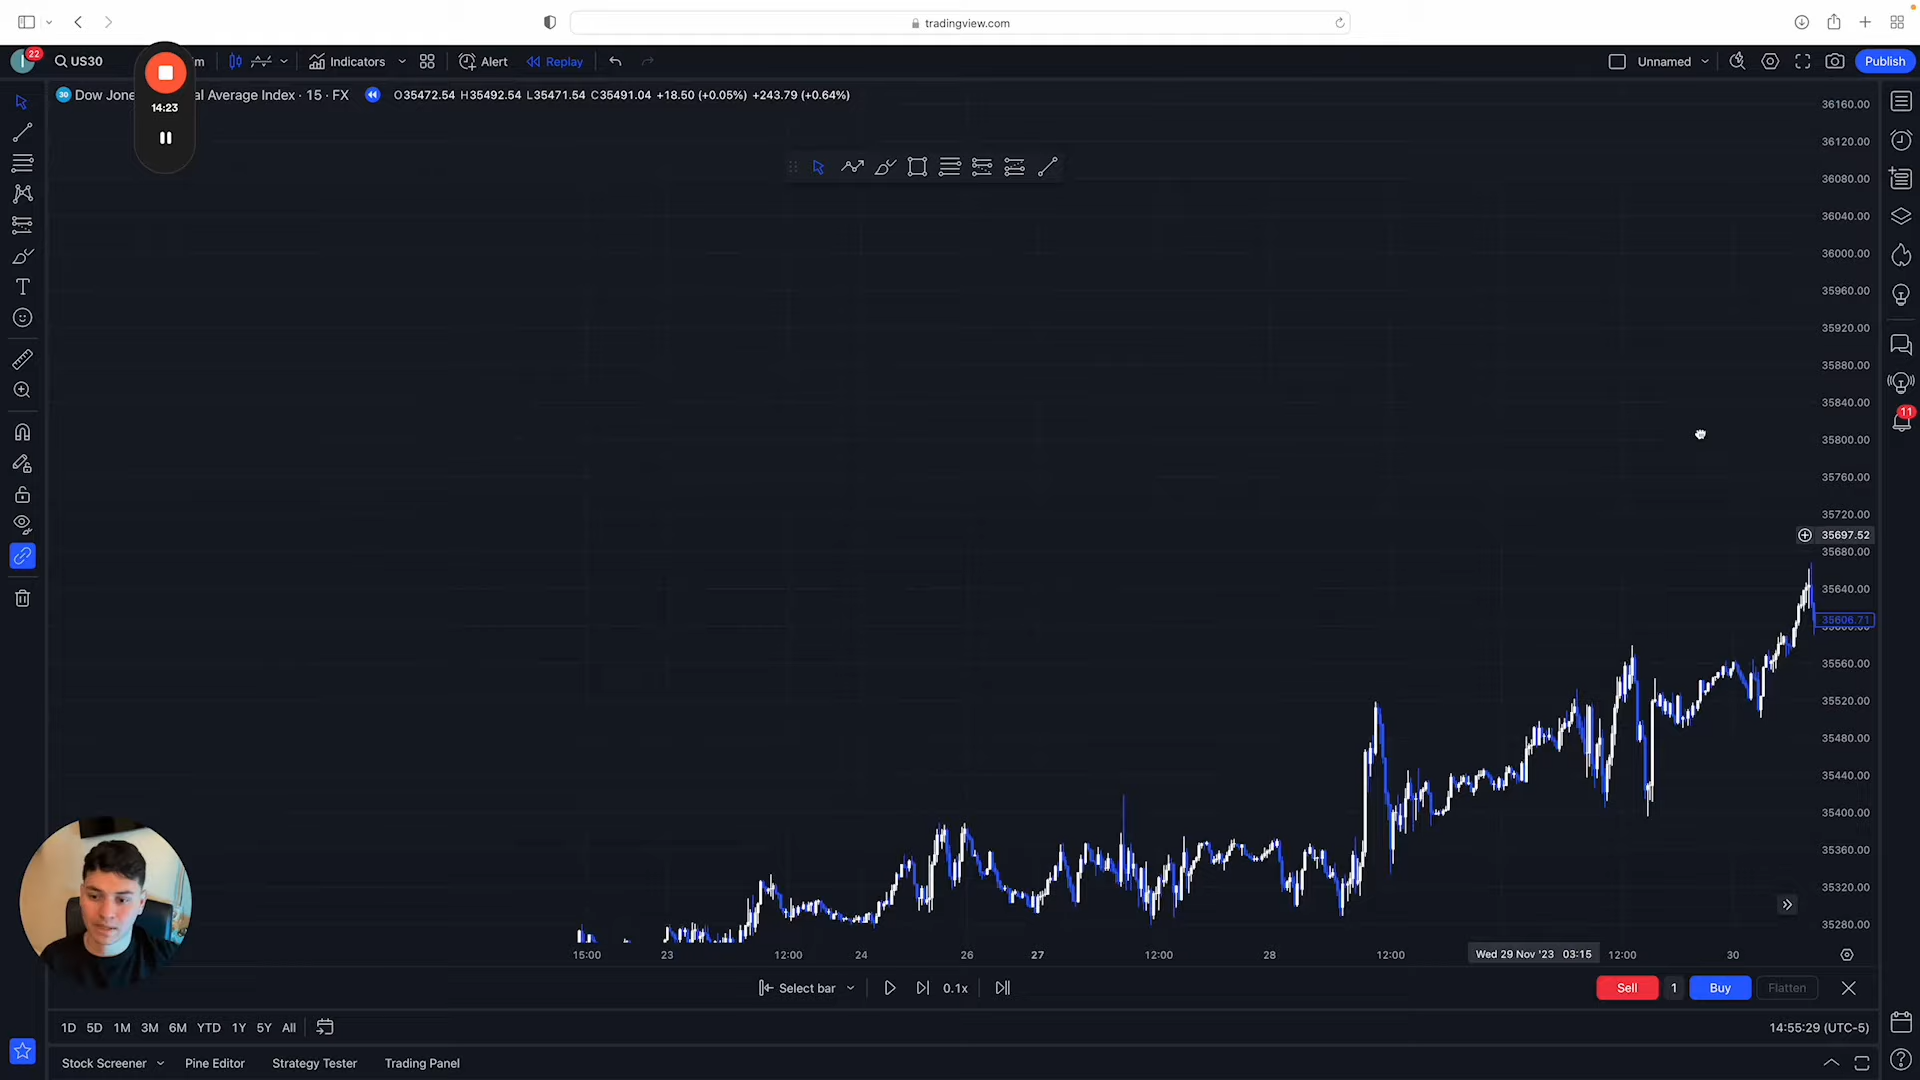 tradingview.com
22
US30
m
Indicators
Alert
Replay
Unnamed
Publish
14:23
30
Dow Jone
al Average Index · 15 · FX
O35472.54 H35492.54 L35471.54 C35491.04 +18.50 (+0.05%) +243.79 (+0.64%)
36160.00
36120.00
36080.00
36040.00
36000.00
35960.00
35920.00
35880.00
35840.00
11
35800.00
35760.00
35720.00
35697.52
35680.00
35640.00
35606.71
35560.00
35520.00
35480.00
35440.00
35400.00
35360.00
35320.00
35280.00
15:00 23 12:00 24 26 27 12:00 28 12:00 Wed 29 Nov '23 03:15 12:00 30
Select bar
0.1x
Sell 1 Buy Flatten
1D 5D 1M 3M 6M YTD 1Y 5Y All
14:55:29 (UTC-5)
Stock Screener Pine Editor Strategy Tester Trading Panel